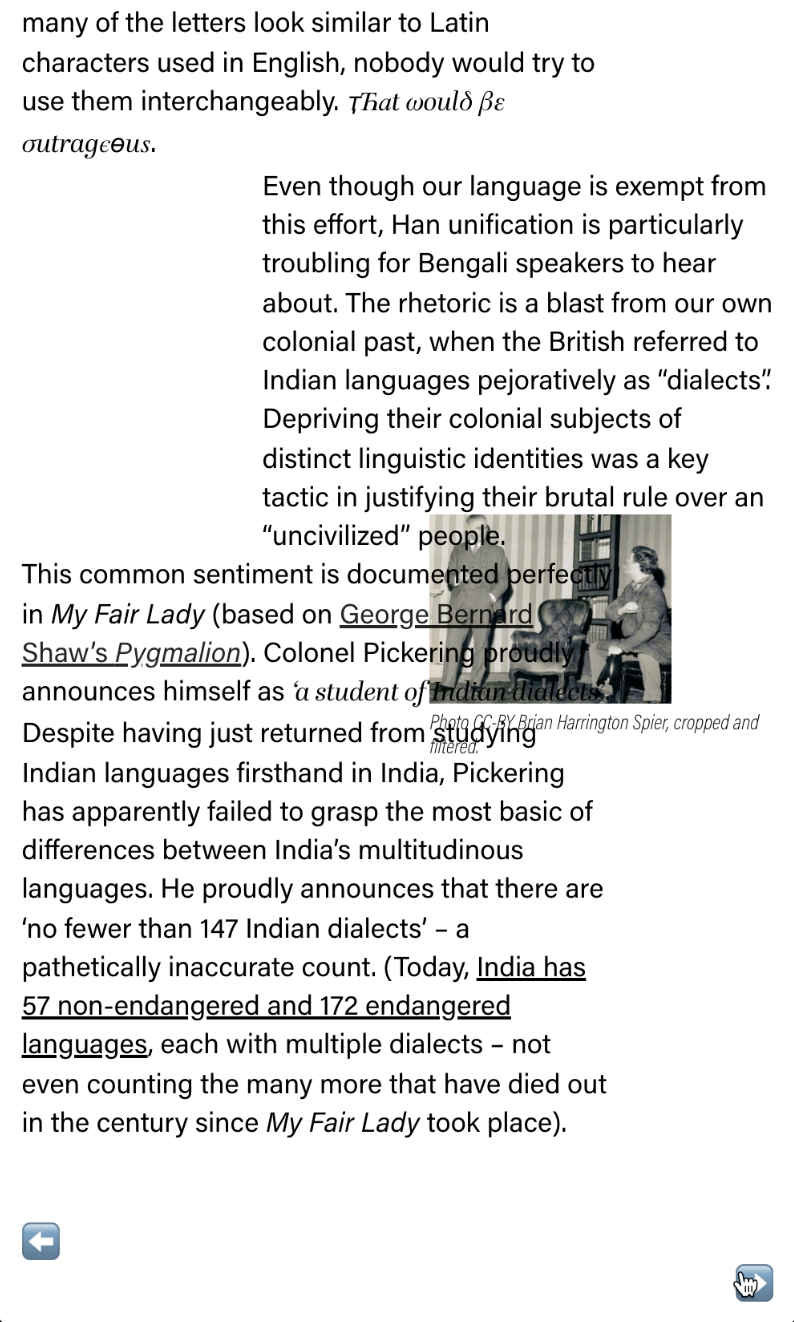 many of the letters look similar to Latin
characters used in English, nobody would try to
use them interchangeably. ҭЋat ωoulδ βε
σutragєѳus.
Even though our language is exempt from
this effort, Han unification is particularly
troubling for Bengali speakers to hear
about. The rhetoric is a blast from our own
colonial past, when the British referred to
Indian languages pejoratively as “dialects”.
Depriving their colonial subjects of
distinct linguistic identities was a key
tactic in justifying their brutal rule over an
“uncivilized” people.
This common sentiment is documented perfectly
in My Fair Lady (based on George Bernard
Shaw’s Pygmalion). Colonel Pickering proudly
announces himself as ‘a student of Indian dialects’.
Photo CC-BY Brian Harrington Spier, cropped and
filtered.
Despite having just returned from studying
Indian languages firsthand in India, Pickering
has apparently failed to grasp the most basic of
differences between India’s multitudinous
languages. He proudly announces that there are
‘no fewer than 147 Indian dialects’ – a
pathetically inaccurate count. (Today, India has
57 non-endangered and 172 endangered
languages, each with multiple dialects – not
even counting the many more that have died out
in the century since My Fair Lady took place).